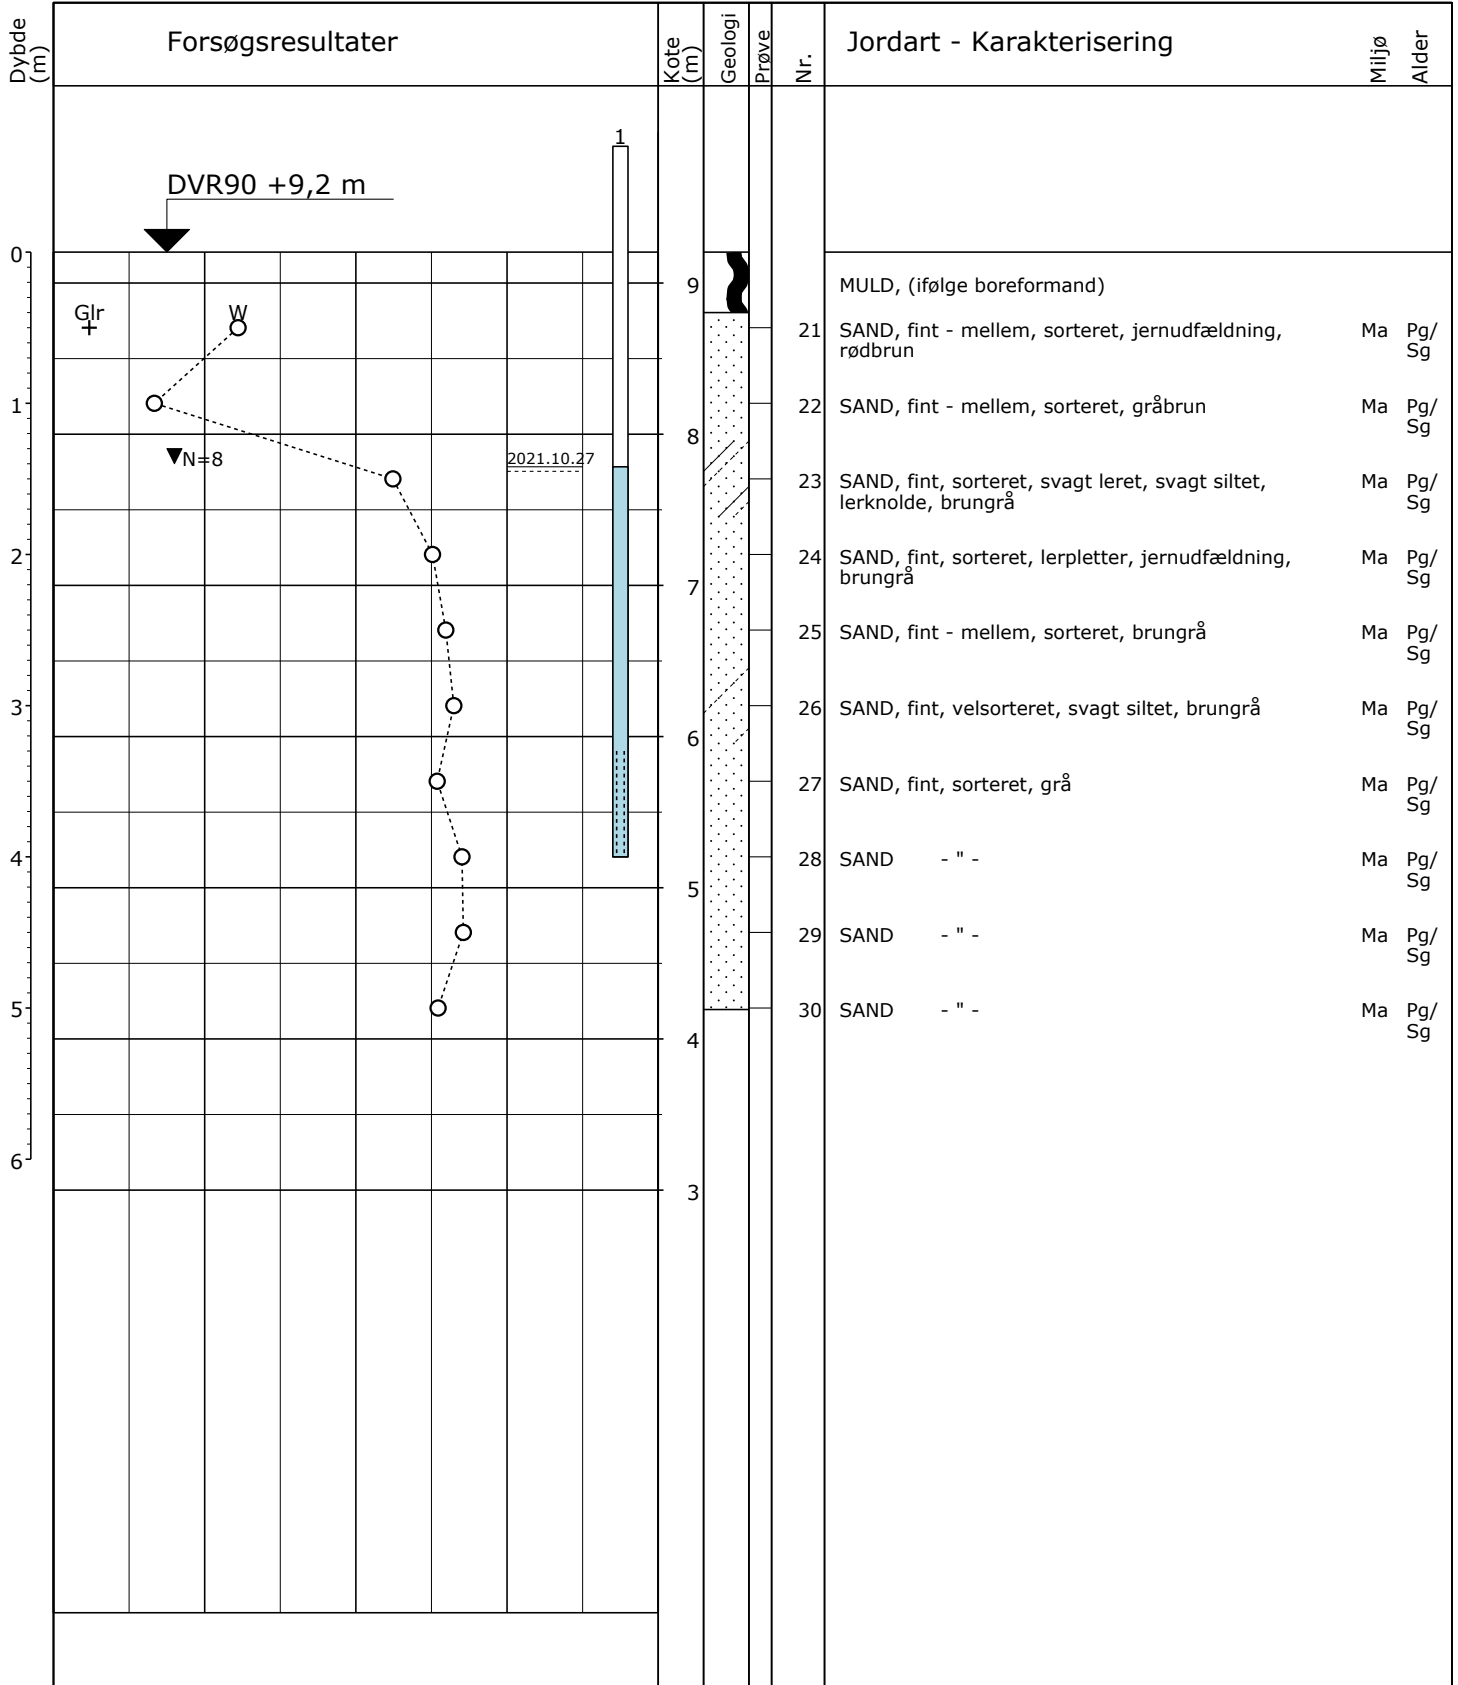 Dybde (m)
Forsøgsresultater
Kote (m)
Geologi
Prøve
Nr.
Jordart - Karakterisering
Miljø
Alder
1
DVR90 +9,2 m
0
9
MULD, (ifølge boreformand)
Glr
W
21 SAND, fint - mellem, sorteret, jernudfældning, Ma Pg/
rødbrun Sg
1
22 SAND, fint - mellem, sorteret, gråbrun Ma Pg/
Sg
8
N=8
2021.10.27
23 SAND, fint, sorteret, svagt leret, svagt siltet, Ma Pg/
lerknolde, brungrå Sg
2
24 SAND, fint, sorteret, lerpletter, jernudfældning, Ma Pg/
brungrå Sg
7
25 SAND, fint - mellem, sorteret, brungrå Ma Pg/
Sg
3
26 SAND, fint, velsorteret, svagt siltet, brungrå Ma Pg/
Sg
6
27 SAND, fint, sorteret, grå Ma Pg/
Sg
4
28 SAND - " - Ma Pg/
Sg
5
29 SAND - " - Ma Pg/
Sg
5
30 SAND - " - Ma Pg/
Sg
4
6
3